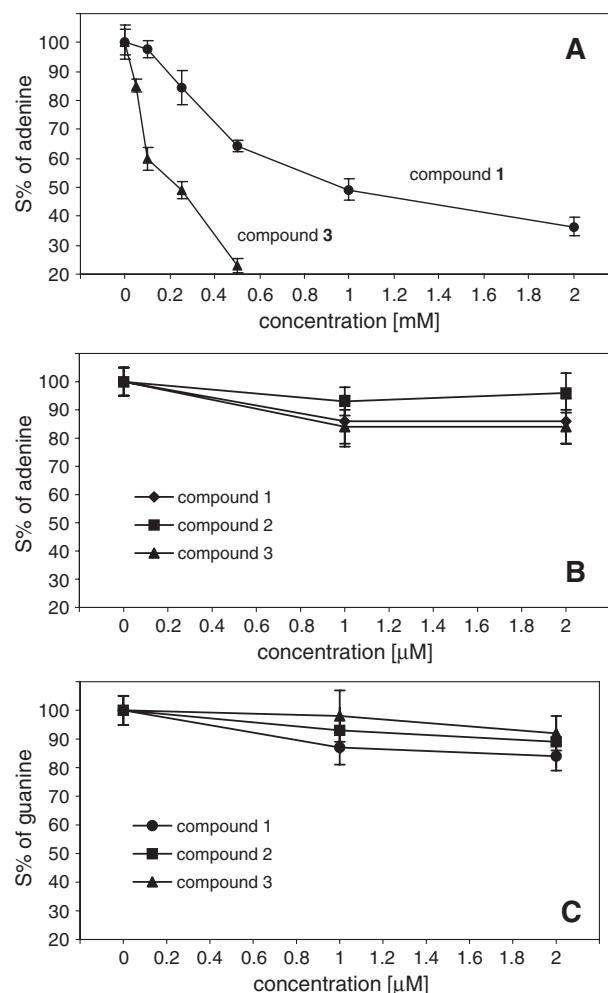 A
S% of adenine
100
90
80
70
60
50
40
30
20
compound 1
compound 3
0 0.2 0.4 0.6 0.8 1 1.2 1.4 1.6 1.8 2
concentration [mM]
S% of adenine
100
90
80
70
60
50
40
30
20
compound 1
compound 2
compound 3
B
0 0.2 0.4 0.6 0.8 1 1.2 1.4 1.6 1.8 2
concentration [μM]
S% of guanine
100
90
80
70
60
50
40
30
20
compound 1
compound 2
compound 3
C
0 0.2 0.4 0.6 0.8 1 1.2 1.4 1.6 1.8 2
concentration [μM]